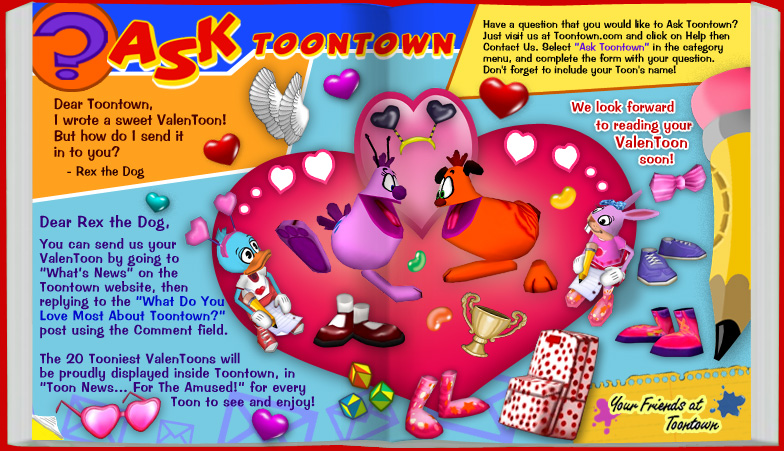 ? ASK TOONTOWN
Have a question that you would like to Ask Toontown?
Just visit us at Toontown.com and click on Help then
Contact Us. Select "Ask Toontown" in the category
menu, and complete the form with your question.
Don't forget to include your Toon's name!
Dear Toontown,
I wrote a sweet ValenToon!
But how do I send it
in to you?
- Rex the Dog
We look forward
to reading your
ValenToon
soon!
Dear Rex the Dog,
You can send us your
ValenToon by going to
"What's News" on the
Toontown website, then
replying to the "What Do You
Love Most About Toontown?"
post using the Comment field.
The 20 Tooniest ValenToons will
be proudly displayed inside Toontown, in
"Toon News... For The Amused!" for every
Toon to see and enjoy!
Your Friends at
Toontown